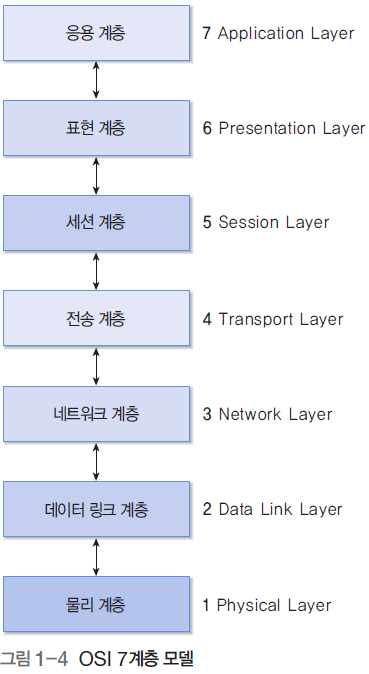 응용 계층 7 Application Layer
표현 계층 6 Presentation Layer
세션 계층 5 Session Layer
전송 계층 4 Transport Layer
네트워크 계층 3 Network Layer
데이터 링크 계층 2 Data Link Layer
물리 계층 1 Physical Layer
그림 1-4 OSI 7계층 모델